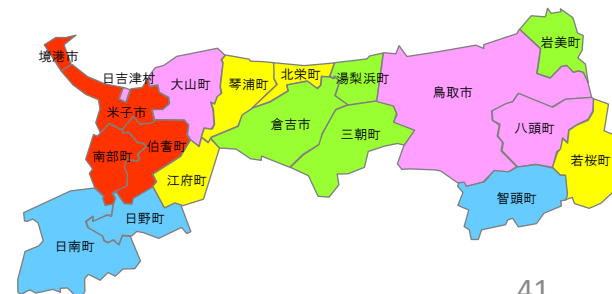 境港市
日吉津村
米子市
大山町
琴浦町
北栄町
湯梨浜町
鳥取市
岩美町
南部町
伯耆町
倉吉市
三朝町
八頭町
若桜町
江府町
智頭町
日野町
日南町
41